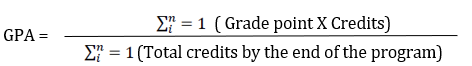 GPA = 
∑ⁿᵢ = 1 ( Grade point X Credits)
∑ⁿᵢ = 1 (Total credits by the end of the program)